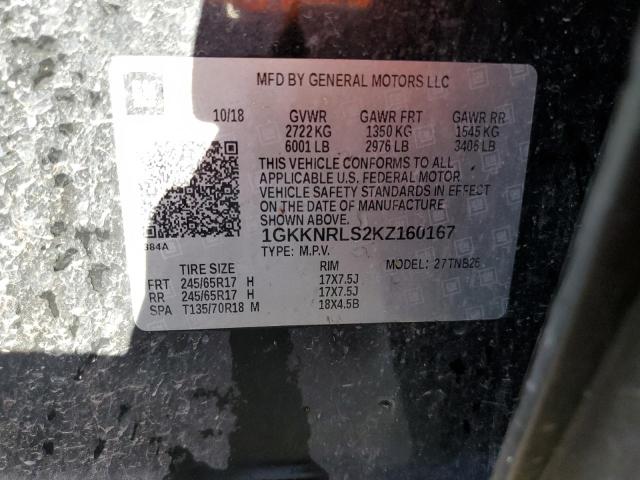 MFD BY GENERAL MOTORS LLC
10/18 GVWR GAWR FRT GAWR RR
2722 KG 1350 KG 1545 KG
6001 LB 2976 LB 3406 LB
THIS VEHICLE CONFORMS TO ALL
APPLICABLE U.S. FEDERAL MOTOR
VEHICLE SAFETY STANDARDS IN EFFECT
ON THE DATE OF MANUFACTURE
SHOWN ABOVE.
384A 1GKKNRLS2KZ160167
TYPE: M.P.V. MODEL: 27TNB26
TIRE SIZE RIM
FRT 245/65R17 H 17X7.5J
RR 245/65R17 H 17X7.5J
SPA T135/70R18 M 18X4.5B